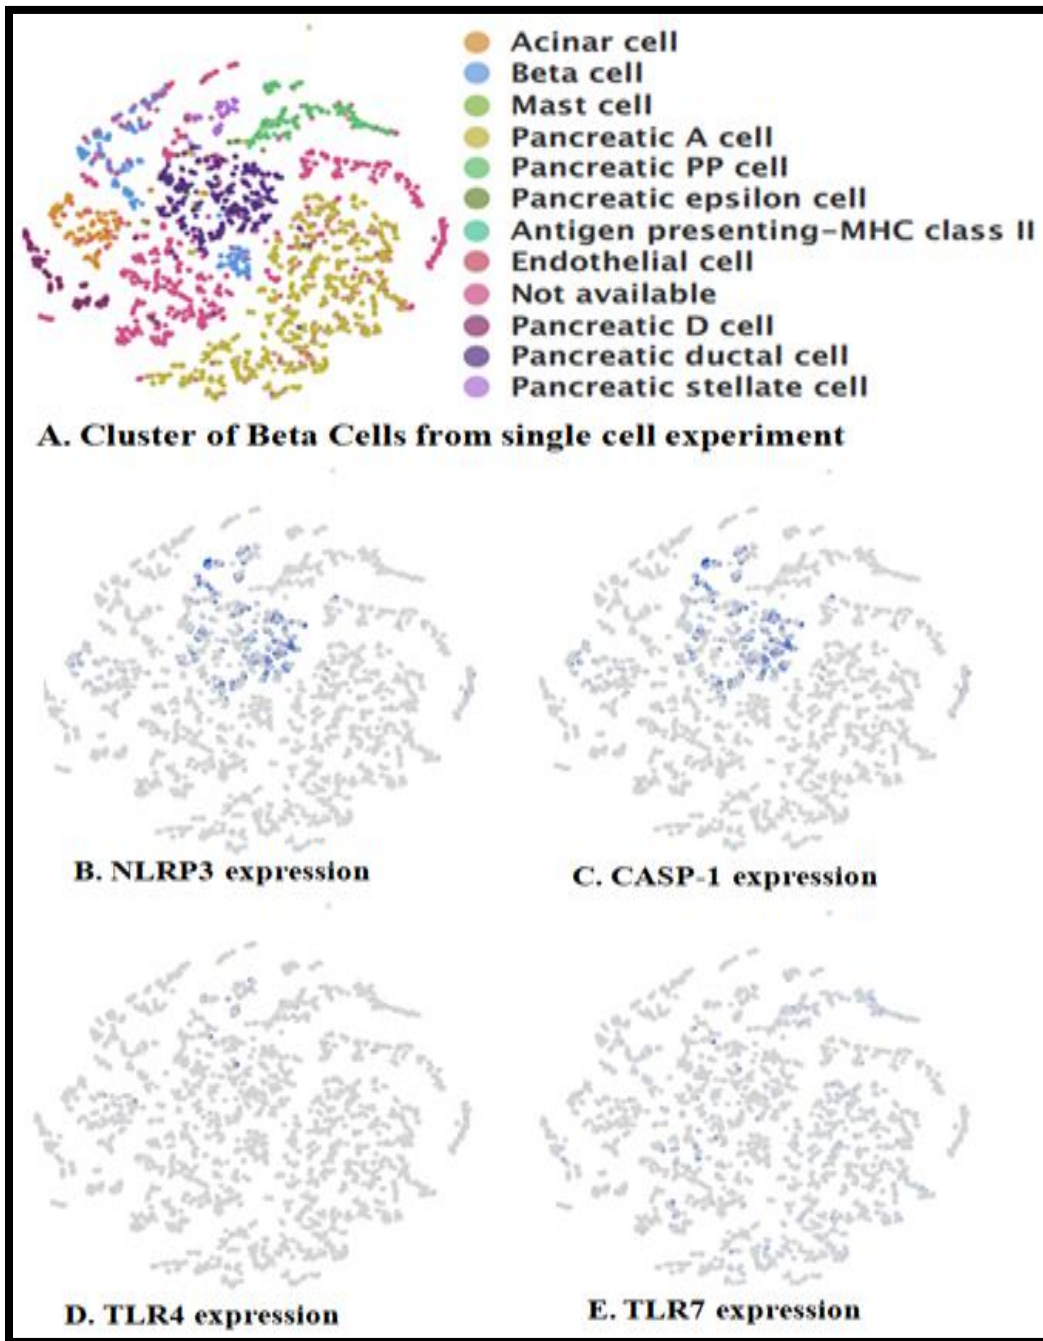 Acinar cell
Beta cell
Mast cell
Pancreatic A cell
Pancreatic PP cell
Pancreatic epsilon cell
Antigen presenting-MHC class II
Endothelial cell
Not available
Pancreatic D cell
Pancreatic ductal cell
Pancreatic stellate cell
A. Cluster of Beta Cells from single cell experiment
B. NLRP3 expression
C. CASP-1 expression
D. TLR4 expression
E. TLR7 expression